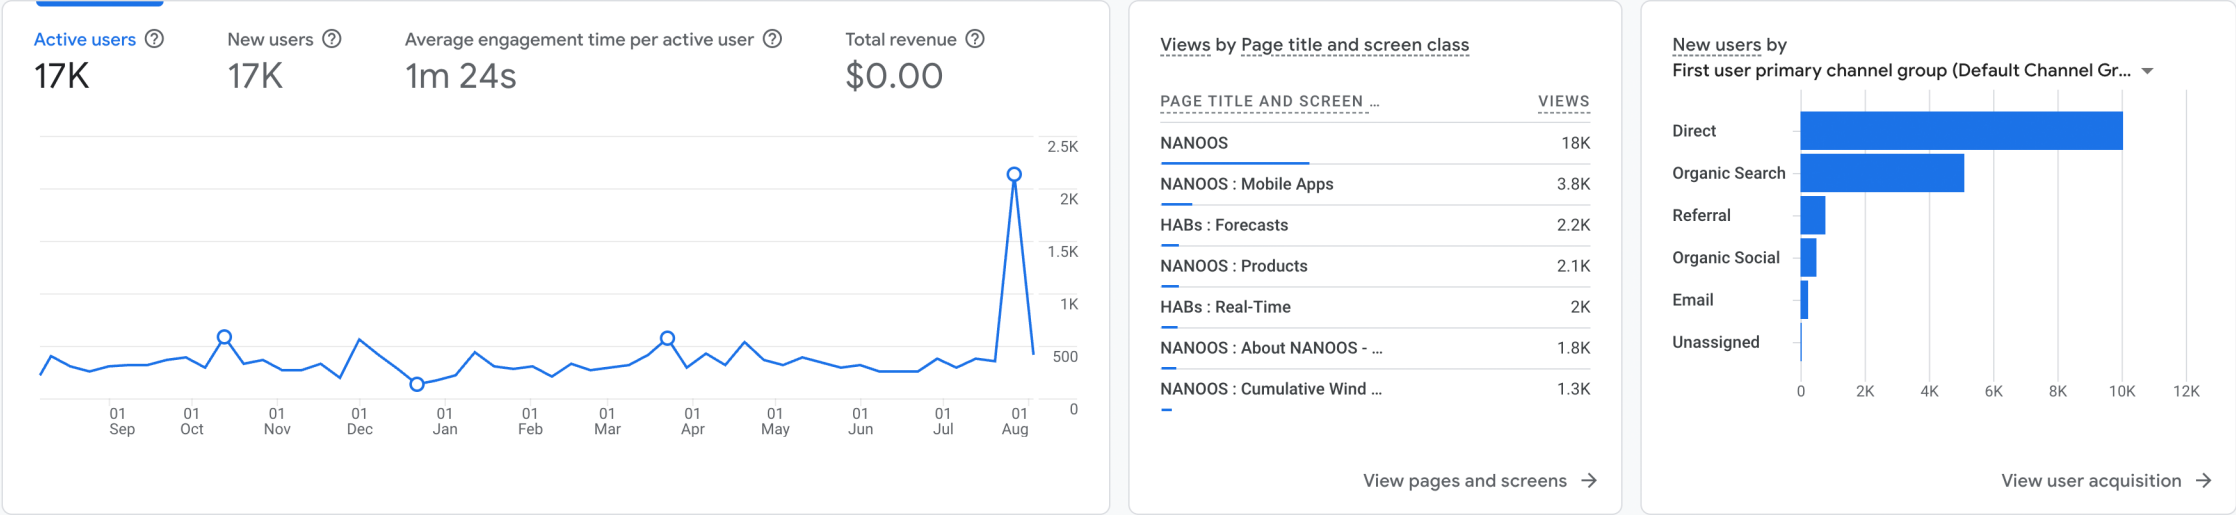 Active users
17K
New users
17K
Average engagement time per active user
1m 24s
Total revenue
$0.00
2.5K
2K
1.5K
1K
500
0
01 Sep
01 Oct
01 Nov
01 Dec
01 Jan
01 Feb
01 Mar
01 Apr
01 May
01 Jun
01 Jul
01 Aug
Views by Page title and screen class
PAGE TITLE AND SCREEN ... VIEWS
NANOOS 18K
NANOOS : Mobile Apps 3.8K
HABs : Forecasts 2.2K
NANOOS : Products 2.1K
HABs : Real-Time 2K
NANOOS : About NANOOS - ... 1.8K
NANOOS : Cumulative Wind ... 1.3K
View pages and screens
New users by
First user primary channel group (Default Channel Gr...
Direct
Organic Search
Referral
Organic Social
Email
Unassigned
0 2K 4K 6K 8K 10K 12K
View user acquisition